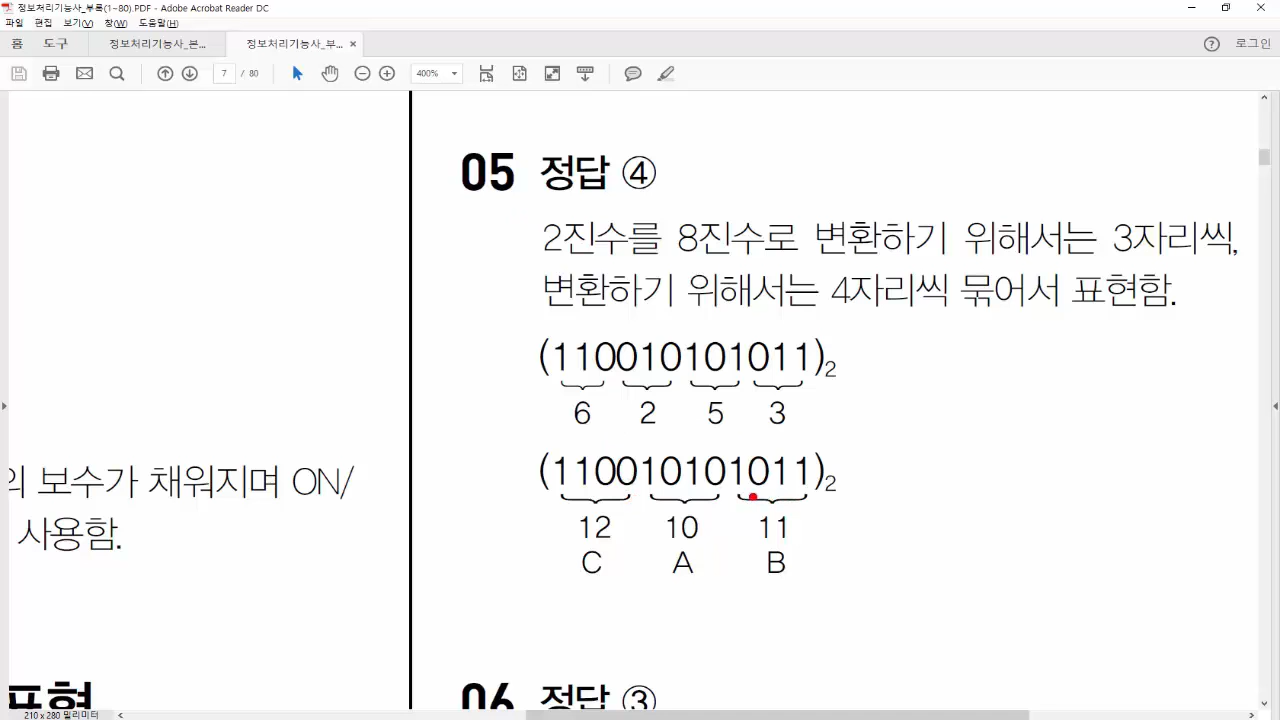 정보처리기능사_부록(1~80).PDF - Adobe Acrobat Reader DC
파일 편집 보기(V) 창(W) 도움말(H)
홈 도구 정보처리기능사_본... 정보처리기능사_부... × 로그인
7 / 80 400%
05 정답 ④
2진수를 8진수로 변환하기 위해서는 3자리씩,
변환하기 위해서는 4자리씩 묶어서 표현함.
(110010101011)2
6 2 5 3
(110010101011)2
12 10 11
C A B
의 보수가 채워지며 ON/
사용함.
표현
06 정답 ③
210 x 280 밀리미터